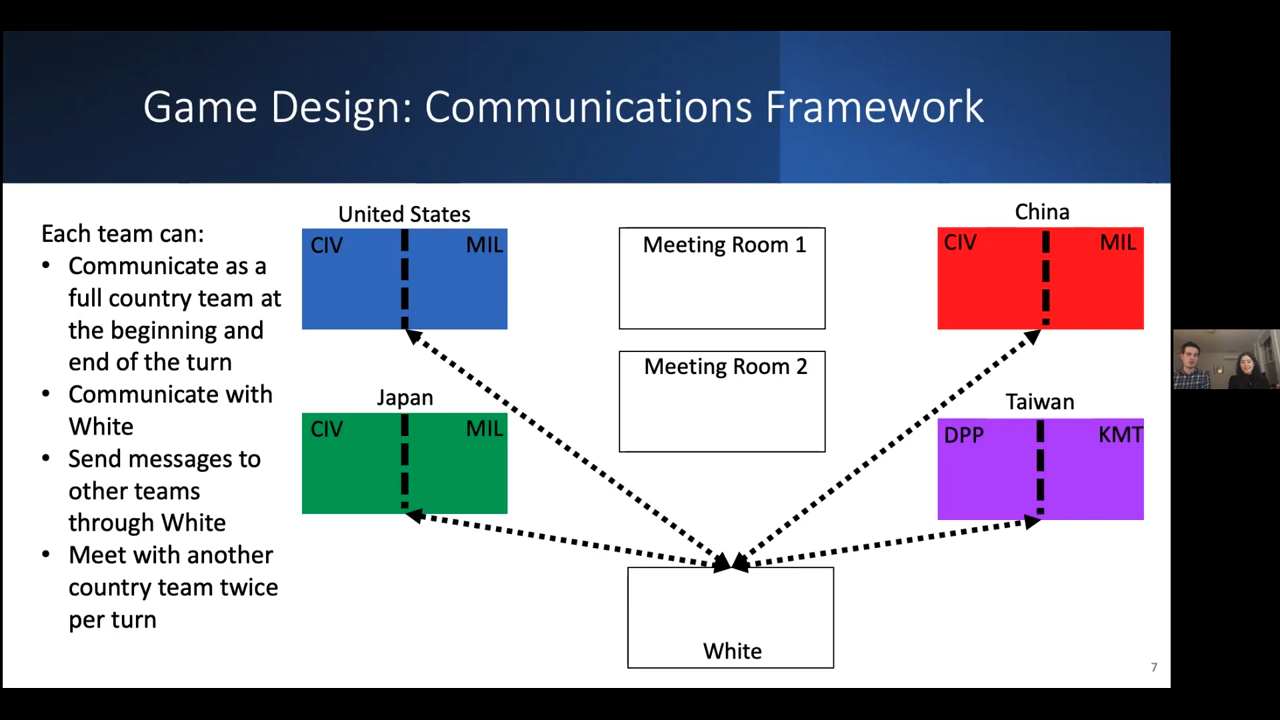 Game Design: Communications Framework
Each team can:
• Communicate as a
full country team at
the beginning and
end of the turn
• Communicate with
White
• Send messages to
other teams
through White
• Meet with another
country team twice
per turn
United States
CIV MIL
Meeting Room 1
China
CIV MIL
Meeting Room 2
Japan
CIV MIL
Taiwan
DPP KMT
White
7